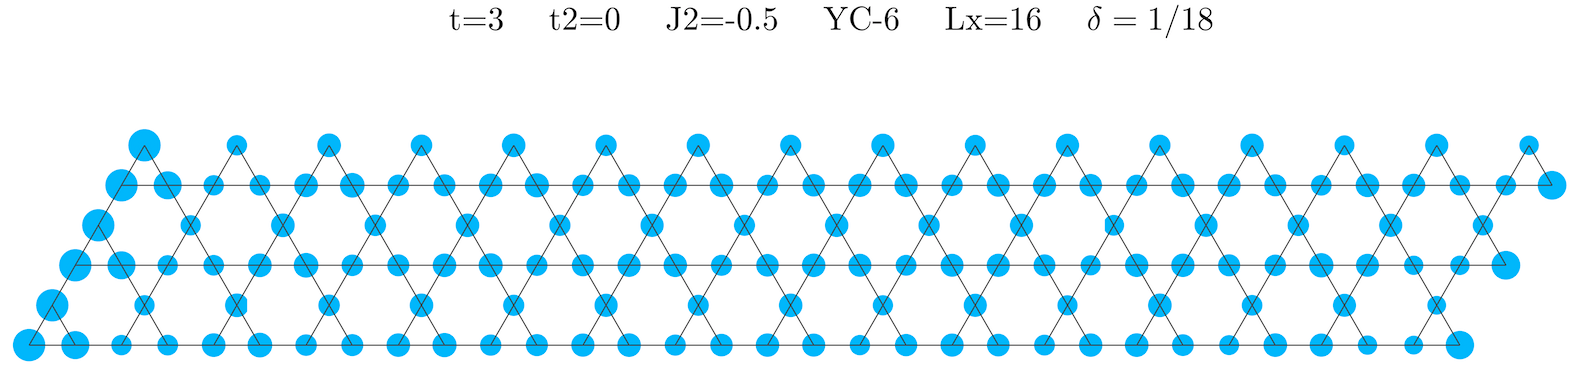 t=3 t2=0 J2=-0.5 YC-6 Lx=16 δ = 1/18